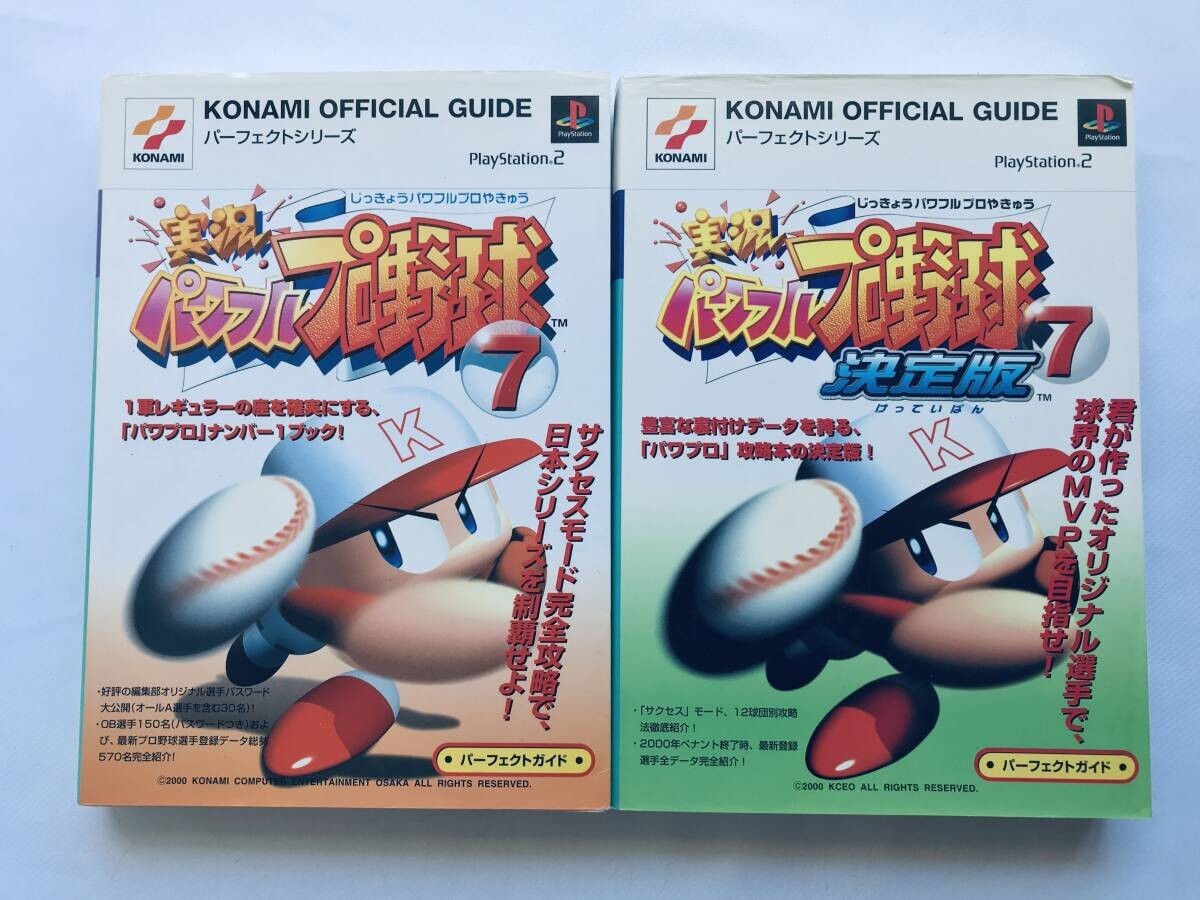 KONAMI
KONAMI OFFICIAL GUIDE
パーフェクトシリーズ
PlayStation
PlayStation®2
じっきょうパワフルプロやきゅう
実況
パワフル
プロ野球
7
TM
1軍レギュラーの座を確実にする、
「パワプロ」ナンバー1ブック!
K
サクセスモード完全攻略で、
日本シリーズを制覇せよ!
・好評の編集部オリジナル選手パスワード
大公開(オールA選手を含む30名)!
・OB選手150名(パスワードつき)およ
び、最新プロ野球選手登録データ総勢
570名完全紹介!
• パーフェクトガイド •
©2000 KONAMI COMPUTER ENTERTAINMENT OSAKA ALL RIGHTS RESERVED.
KONAMI
KONAMI OFFICIAL GUIDE
パーフェクトシリーズ
PlayStation
PlayStation®2
じっきょうパワフルプロやきゅう
実況
パワフル
プロ野球
7
決定版
TM
けっていばん
豊富な裏付けデータを誇る、
「パワプロ」攻略本の決定版!
K
君が作ったオリジナル選手で、
球界のMVPを目指せ!
・「サクセス」モード、12球団別攻略
法徹底紹介!
・2000年ペナント終了時、最新登録
選手全データ完全紹介!
• パーフェクトガイド •
©2000 KCEO ALL RIGHTS RESERVED.